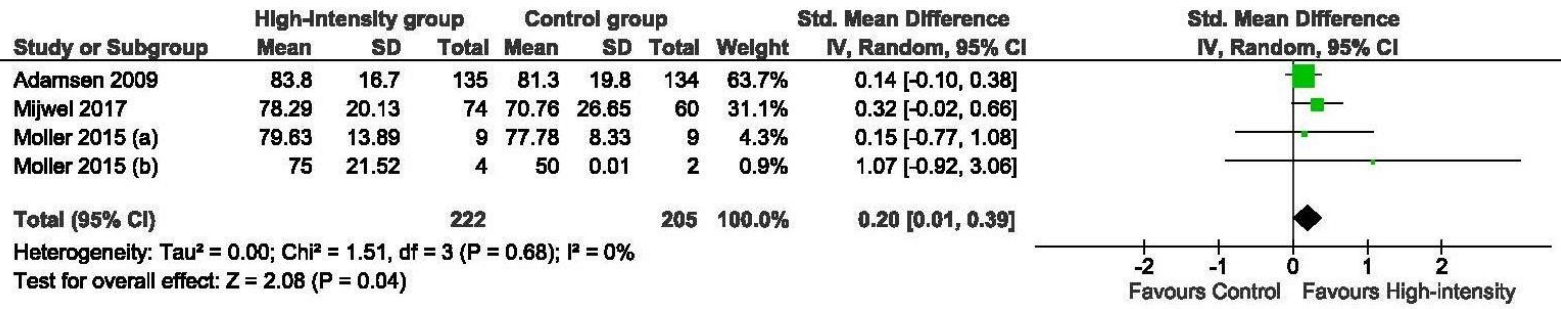 High-Intensity group Control group Std. Mean Difference Std. Mean Difference
Study or Subgroup Mean SD Total Mean SD Total Weight IV, Random, 95% CI IV, Random, 95% CI
Adamsen 2009 83.8 16.7 135 81.3 19.8 134 63.7% 0.14 [-0.10, 0.38]
Mijwel 2017 78.29 20.13 74 70.76 26.65 60 31.1% 0.32 [-0.02, 0.66]
Moller 2015 (a) 79.63 13.89 9 77.78 8.33 9 4.3% 0.15 [-0.77, 1.08]
Moller 2015 (b) 75 21.52 4 50 0.01 2 0.9% 1.07 [-0.92, 3.06]
Total (95% CI) 222 205 100.0% 0.20 [0.01, 0.39]
Heterogeneity: Tau² = 0.00; Chi² = 1.51, df = 3 (P = 0.68); I² = 0%
Test for overall effect: Z = 2.08 (P = 0.04)
-2 -1 0 1 2
Favours Control Favours High-intensity